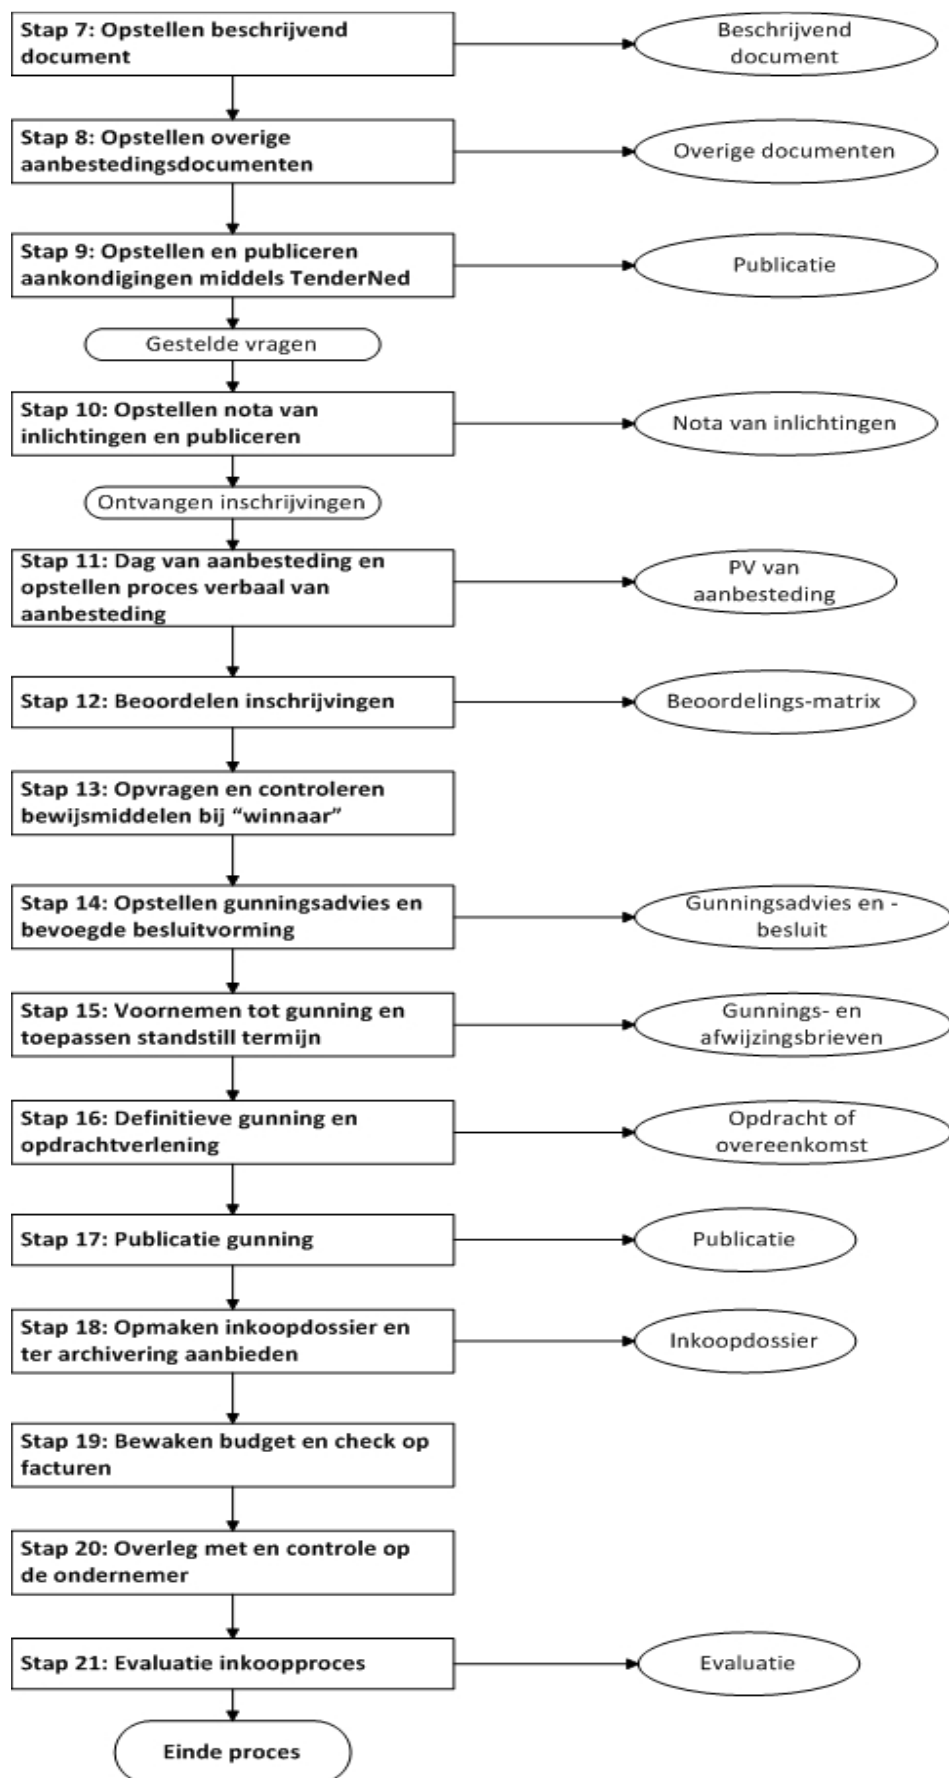 Stap 7: Opstellen beschrijvend
document
Beschrijvend
document
Stap 8: Opstellen overige
aanbestedingsdocumenten
Overige documenten
Stap 9: Opstellen en publiceren
aankondigingen middels TenderNed
Publicatie
Gestelde vragen
Stap 10: Opstellen nota van
inlichtingen en publiceren
Nota van inlichtingen
Ontvangen inschrijvingen
Stap 11: Dag van aanbesteding en
opstellen proces verbaal van
aanbesteding
PV van
aanbesteding
Stap 12: Beoordelen inschrijvingen
Beoordelings-matrix
Stap 13: Opvragen en controleren
bewijsmiddelen bij “winnaar”
Stap 14: Opstellen gunningsadvies en
bevoegde besluitvorming
Gunningsadvies en -
besluit
Stap 15: Voornemen tot gunning en
toepassen standstill termijn
Gunnings- en
afwijzingsbrieven
Stap 16: Definitieve gunning en
opdrachtverlening
Opdracht of
overeenkomst
Stap 17: Publicatie gunning
Publicatie
Stap 18: Opmaken inkoopdossier en
ter archivering aanbieden
Inkoopdossier
Stap 19: Bewaken budget en check op
facturen
Stap 20: Overleg met en controle op
de ondernemer
Stap 21: Evaluatie inkoopproces
Evaluatie
Einde proces